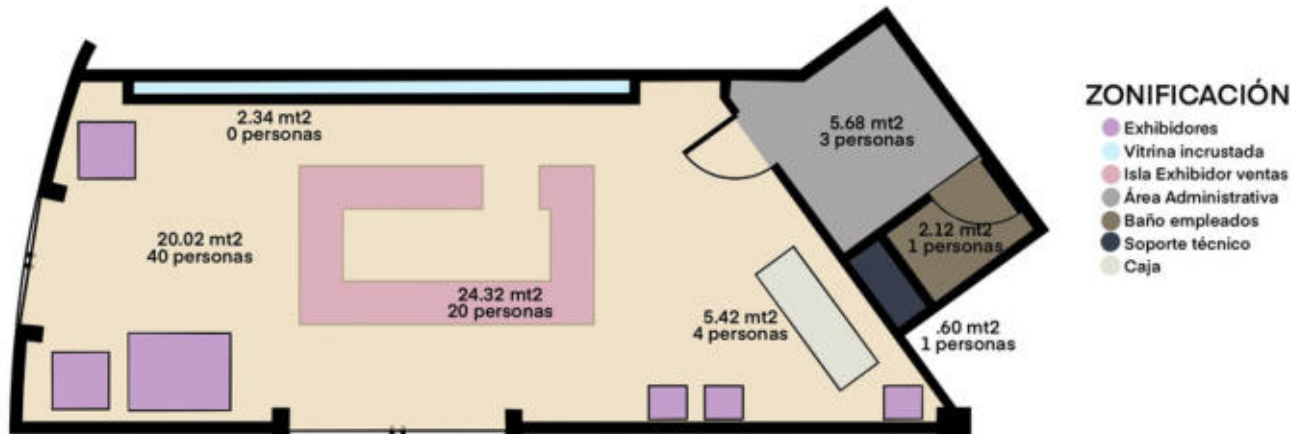 2.34 mt2
0 personas
5.68 mt2
3 personas
20.02 mt2
40 personas
24.32 mt2
20 personas
5.42 mt2
4 personas
2.12 mt2
1 personas
.60 mt2
1 personas
ZONIFICACIÓN
Exhibidores
Vitrina incrustada
Isla Exhibidor ventas
Área Administrativa
Baño empleados
Soporte técnico
Caja